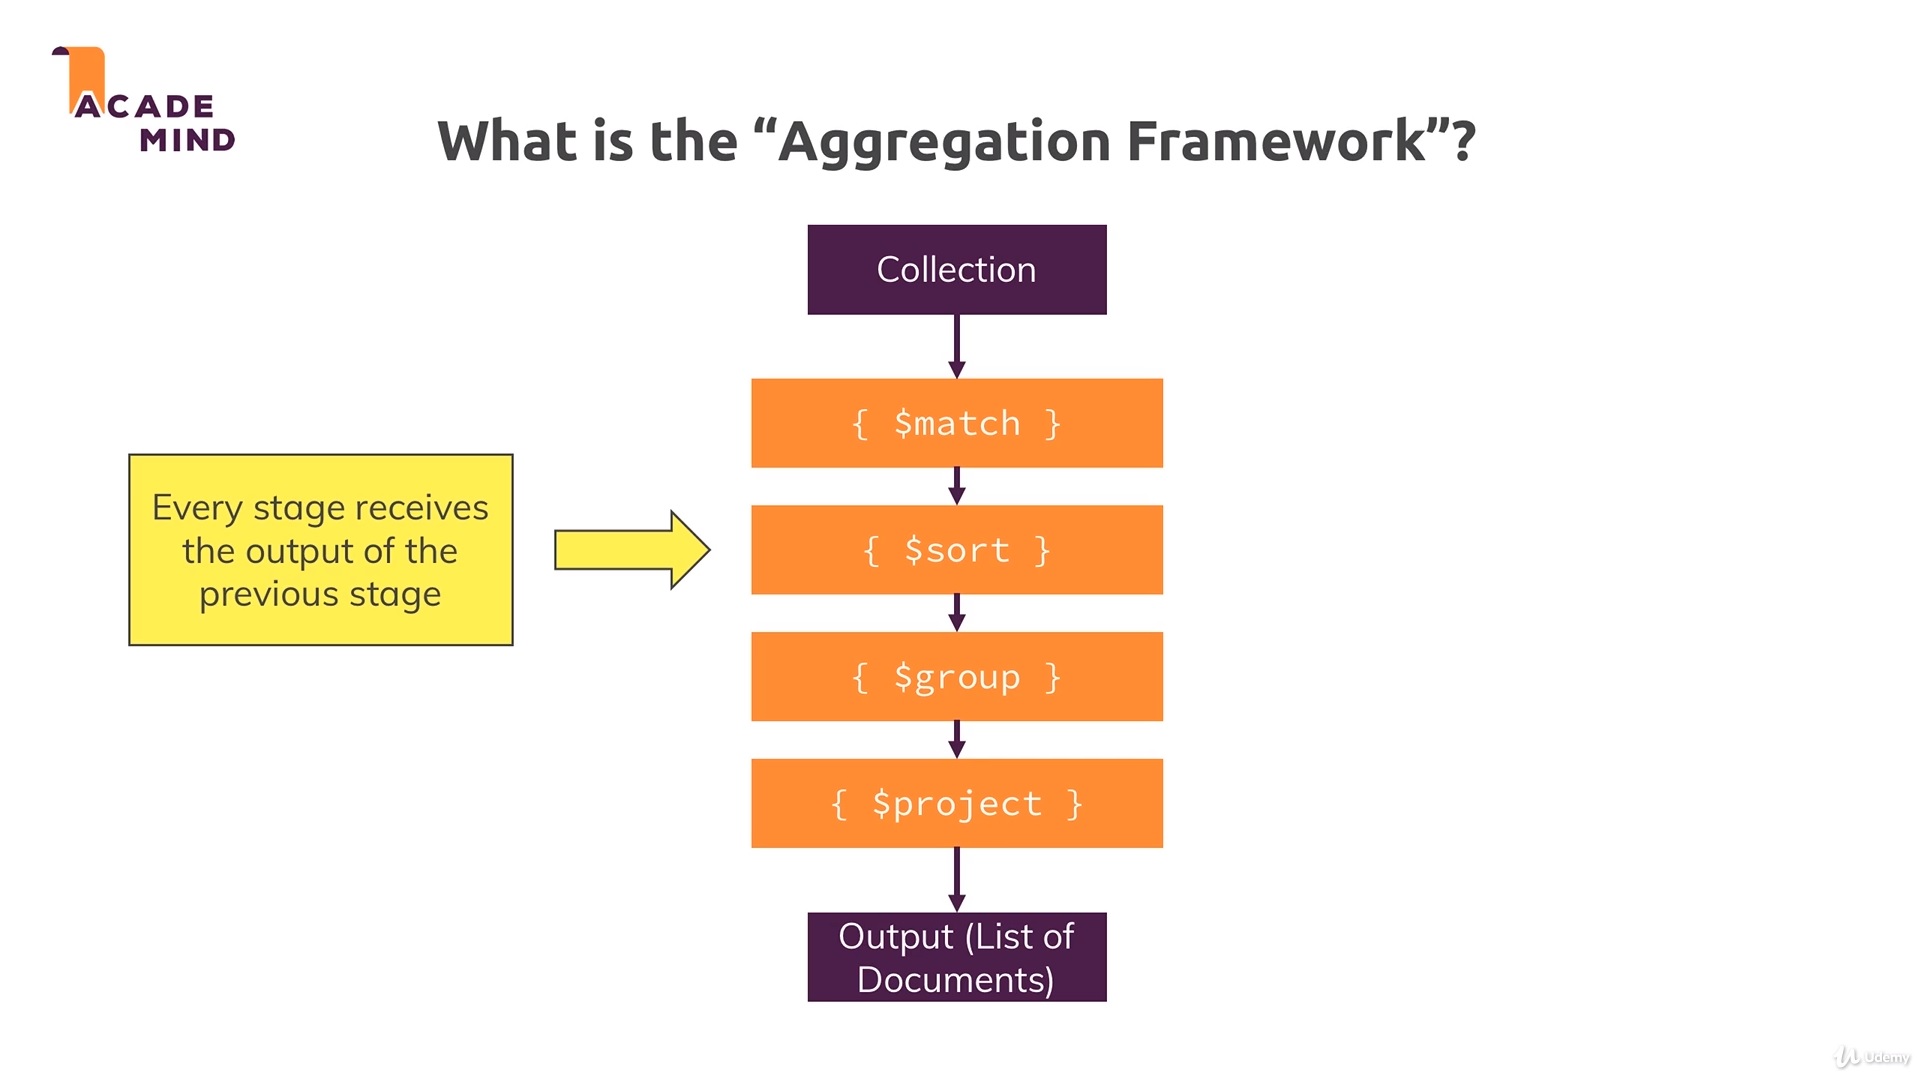 ACADE
MIND
What is the “Aggregation Framework”?
Collection
{ $match }
Every stage receives
the output of the
previous stage
{ $sort }
{ $group }
{ $project }
Output (List of
Documents)
Udemy